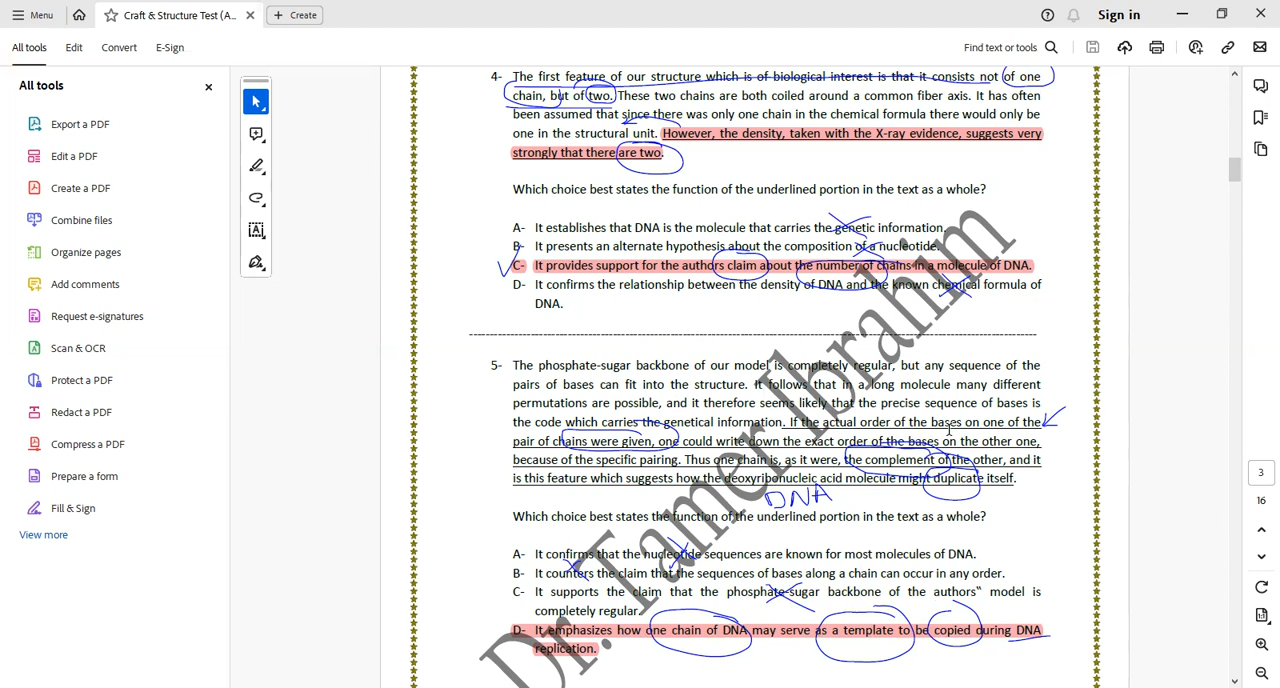 Menu
Craft & Structure Test (A...
Create
Sign in
All tools
Edit
Convert
E-Sign
Find text or tools
All tools
Export a PDF
Edit a PDF
Create a PDF
Combine files
Organize pages
Add comments
Request e-signatures
Scan & OCR
Protect a PDF
Redact a PDF
Compress a PDF
Prepare a form
Fill & Sign
View more
4- The first feature of our structure which is of biological interest is that it consists not of one
chain, but of two. These two chains are both coiled around a common fiber axis. It has often
been assumed that since there was only one chain in the chemical formula there would only be
one in the structural unit. However, the density, taken with the X-ray evidence, suggests very
strongly that there are two.
Which choice best states the function of the underlined portion in the text as a whole?
A- It establishes that DNA is the molecule that carries the genetic information.
B- It presents an alternate hypothesis about the composition of a nucleotide.
C- It provides support for the authors claim about the number of chains in a molecule of DNA.
D- It confirms the relationship between the density of DNA and the known chemical formula of
DNA.
5- The phosphate-sugar backbone of our model is completely regular, but any sequence of the
pairs of bases can fit into the structure. It follows that in a long molecule many different
permutations are possible, and it therefore seems likely that the precise sequence of bases is
the code which carries the genetical information. If the actual order of the bases on one of the
pair of chains were given, one could write down the exact order of the bases on the other one,
because of the specific pairing. Thus one chain is, as it were, the complement of the other, and it
is this feature which suggests how the deoxyribonucleic acid molecule might duplicate itself.
DNA
Which choice best states the function of the underlined portion in the text as a whole?
A- It confirms that the nucleotide sequences are known for most molecules of DNA.
B- It counters the claim that the sequences of bases along a chain can occur in any order.
C- It supports the claim that the phosphate-sugar backbone of the authors‟ model is
completely regular.
D- It emphasizes how one chain of DNA may serve as a template to be copied during DNA
replication.
Dr. Tamer Ibrahim
3
16